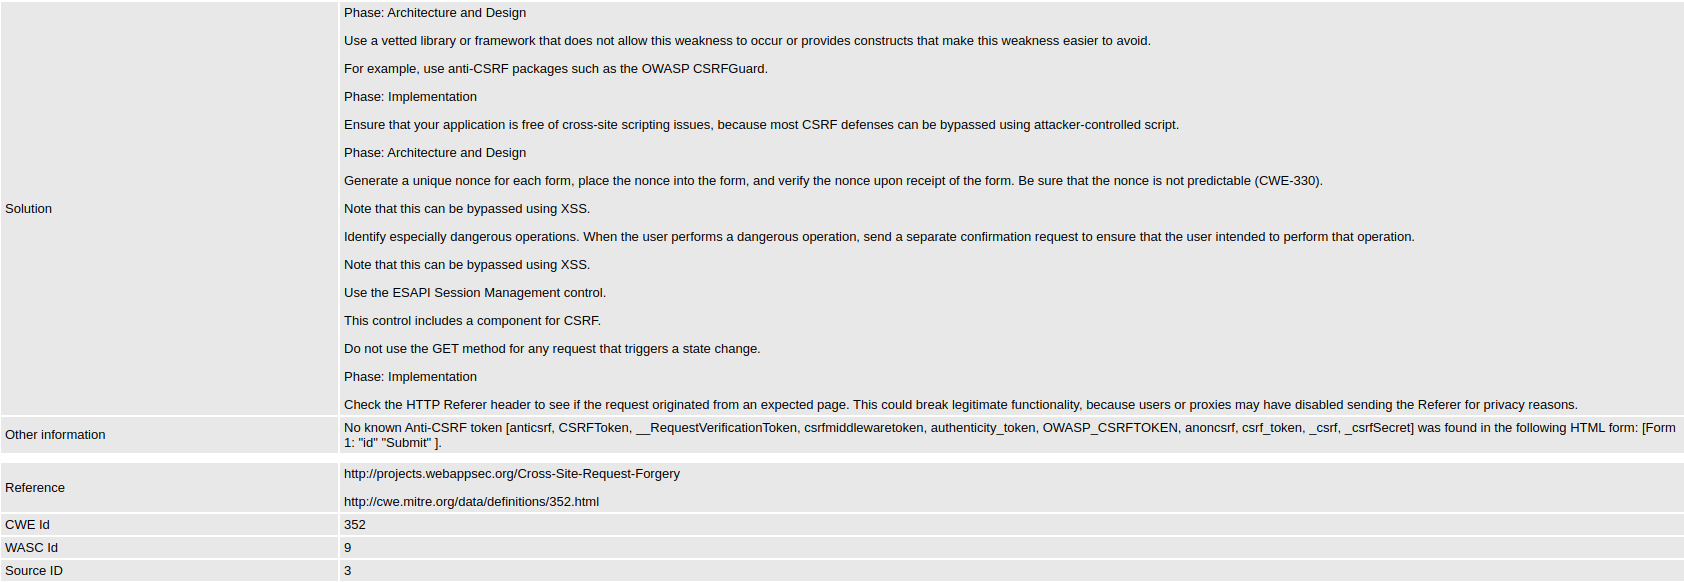 Solution
Phase: Architecture and Design
Use a vetted library or framework that does not allow this weakness to occur or provides constructs that make this weakness easier to avoid.
For example, use anti-CSRF packages such as the OWASP CSRFGuard.
Phase: Implementation
Ensure that your application is free of cross-site scripting issues, because most CSRF defenses can be bypassed using attacker-controlled script.
Phase: Architecture and Design
Generate a unique nonce for each form, place the nonce into the form, and verify the nonce upon receipt of the form. Be sure that the nonce is not predictable (CWE-330).
Note that this can be bypassed using XSS.
Identify especially dangerous operations. When the user performs a dangerous operation, send a separate confirmation request to ensure that the user intended to perform that operation.
Note that this can be bypassed using XSS.
Use the ESAPI Session Management control.
This control includes a component for CSRF.
Do not use the GET method for any request that triggers a state change.
Phase: Implementation
Check the HTTP Referer header to see if the request originated from an expected page. This could break legitimate functionality, because users or proxies may have disabled sending the Referer for privacy reasons.
Other information
No known Anti-CSRF token [anticsrf, CSRFToken, __RequestVerificationToken, csrfmiddlewaretoken, authenticity_token, OWASP_CSRFTOKEN, anoncsrf, csrf_token, _csrf, _csrfSecret] was found in the following HTML form: [Form
1: "id" "Submit" ].
Reference
http://projects.webappsec.org/Cross-Site-Request-Forgery
http://cwe.mitre.org/data/definitions/352.html
CWE Id
352
WASC Id
9
Source ID
3